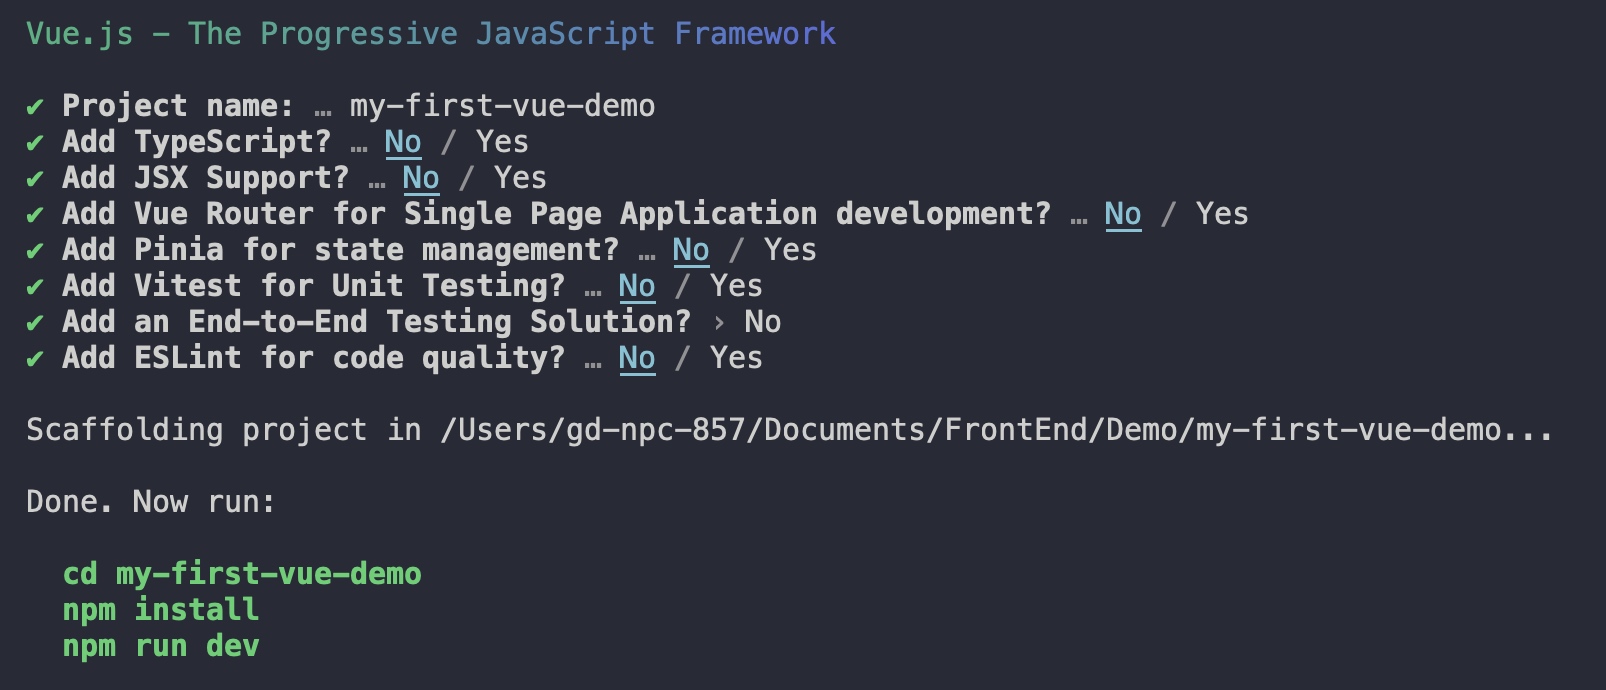 Vue.js - The Progressive JavaScript Framework
✔ Project name: … my-first-vue-demo
✔ Add TypeScript? … No / Yes
✔ Add JSX Support? … No / Yes
✔ Add Vue Router for Single Page Application development? … No / Yes
✔ Add Pinia for state management? … No / Yes
✔ Add Vitest for Unit Testing? … No / Yes
✔ Add an End-to-End Testing Solution? › No
✔ Add ESLint for code quality? … No / Yes
Scaffolding project in /Users/gd-npc-857/Documents/FrontEnd/Demo/my-first-vue-demo...
Done. Now run:
cd my-first-vue-demo
npm install
npm run dev